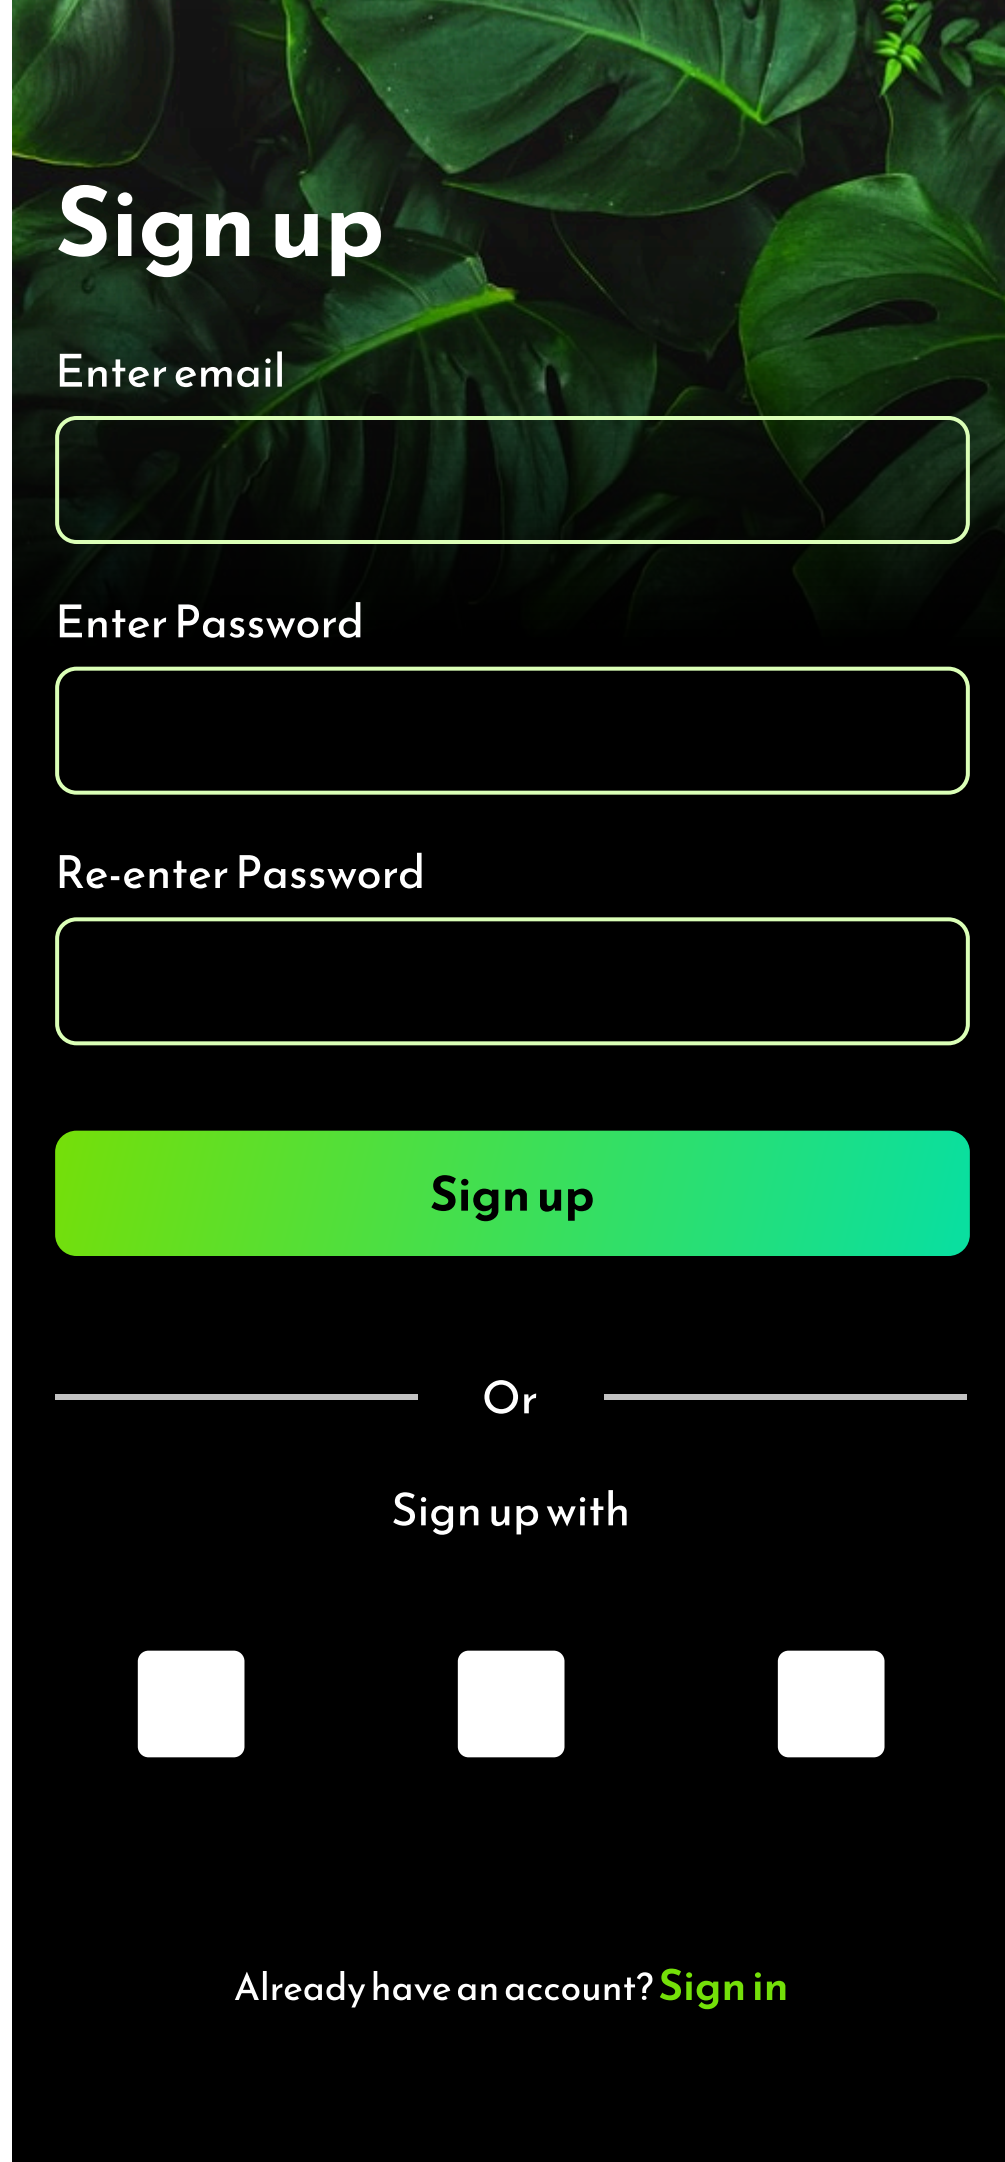 Sign up
Enter email
Enter Password
Re-enter Password
Sign up
Or
Sign up with
Already have an account? Sign in